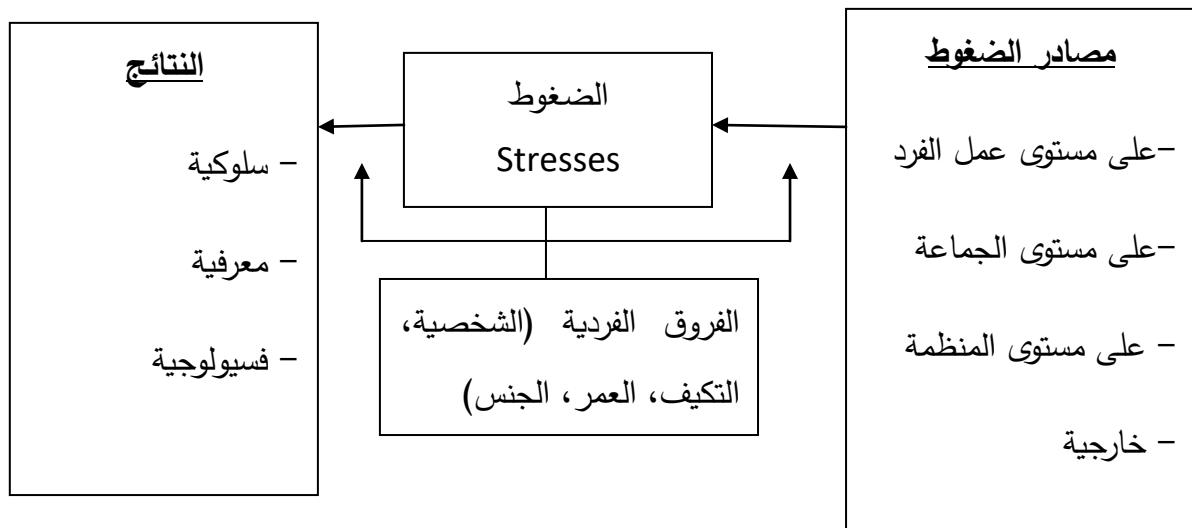 مصادر الضغوط
-على مستوى عمل الفرد
-على مستوى الجماعة
- على مستوى المنظمة
- خارجية
الضغوط
Stresses
الفروق الفردية (الشخصية،
التكيف، العمر، الجنس)
النتائج
- سلوكية
- معرفية
- فسيولوجية